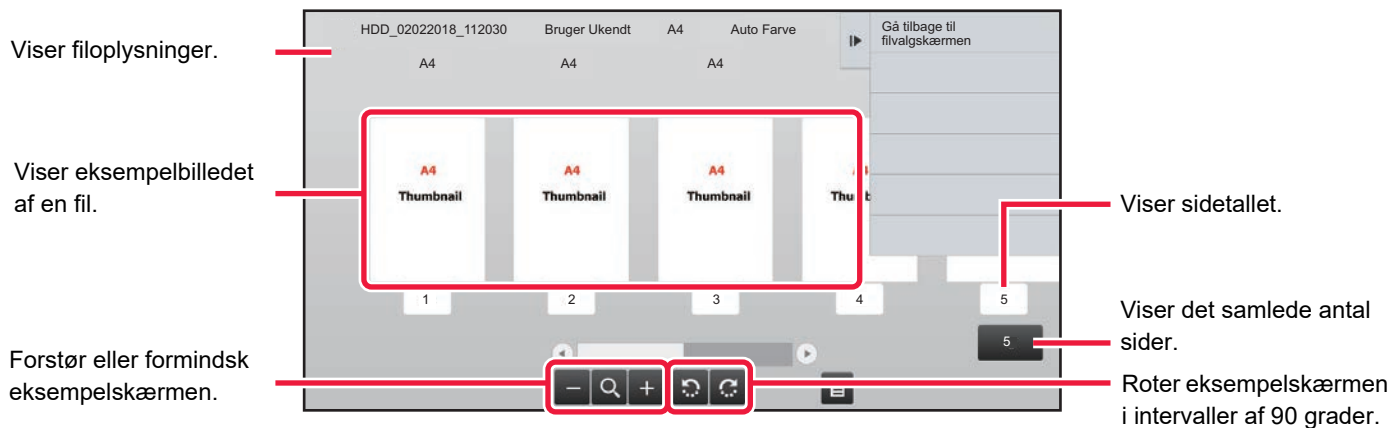 HDD_02022018_112030 Bruger Ukendt A4 Auto Farve
A4 A4 A4
Gå tilbage til
filvalgskærmen
Viser filoplysninger.
Viser eksempelbilledet
af en fil.
A4
Thumbnail
A4
Thumbnail
A4
Thumbnail
1 2 3 4 5
5
Viser sidetallet.
Viser det samlede antal
sider.
Forstør eller formindsk
eksempelskærmen.
Roter eksempelskærmen
i intervaller af 90 grader.